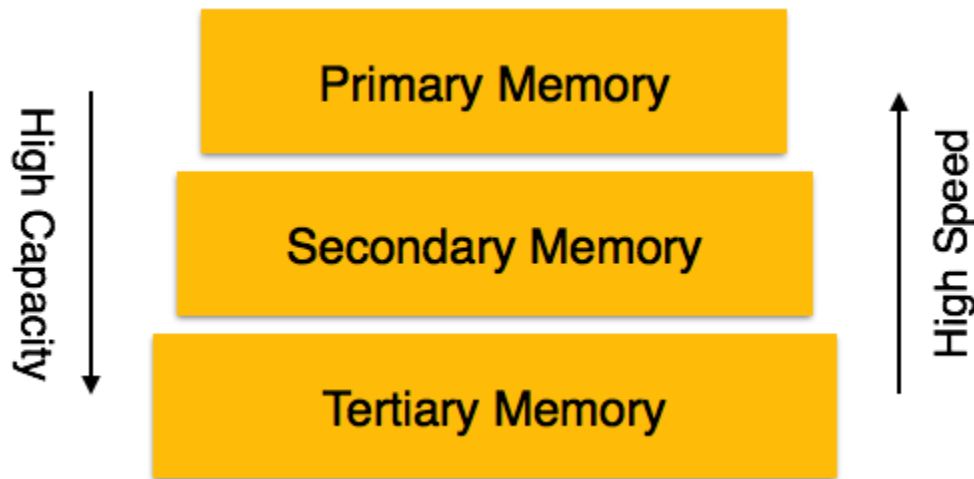 High Capacity
Primary Memory
Secondary Memory
Tertiary Memory
High Speed